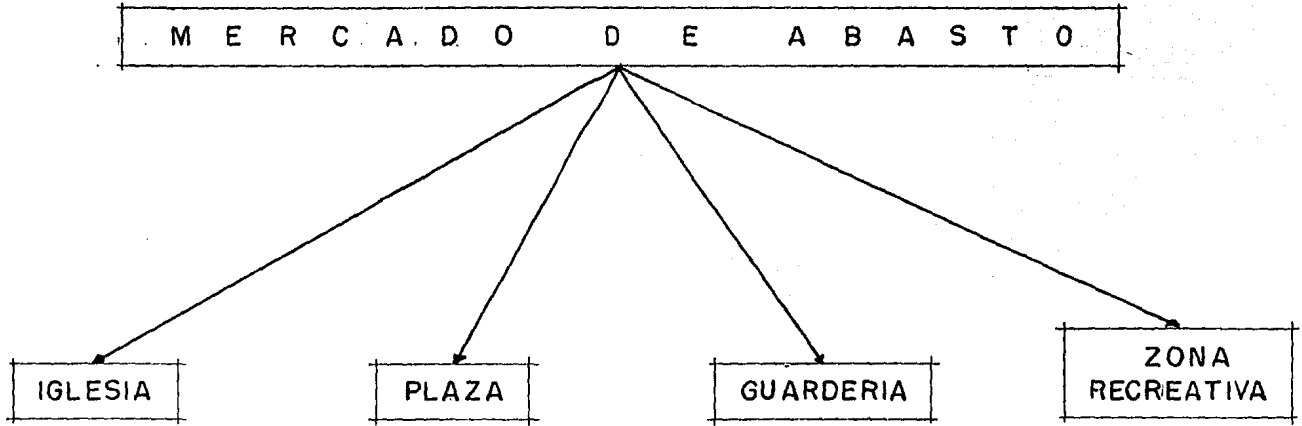 MERCADO DE ABASTO
IGLESIA
PLAZA
GUARDERIA
ZONA
RECREATIVA